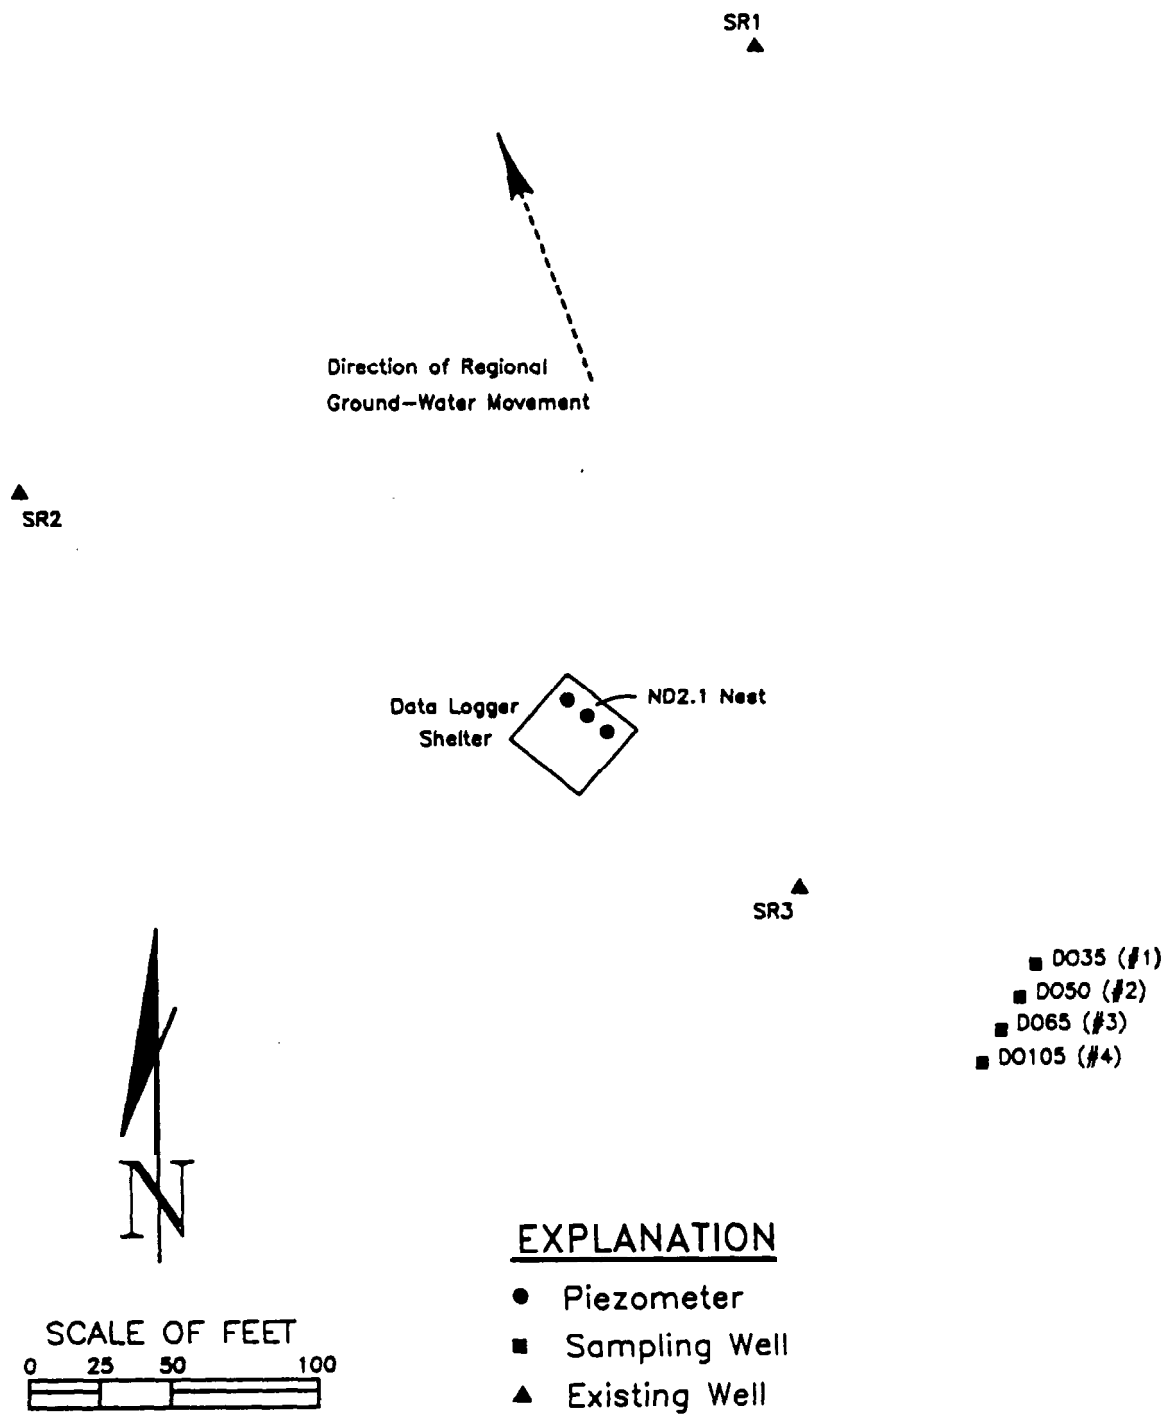 SR1
Direction of Regional
Ground-Water Movement
SR2
Data Logger
Shelter
ND2.1 Nest
SR3
DO35 (#1)
DO50 (#2)
DO65 (#3)
DO105 (#4)
N
EXPLANATION
Piezometer
Sampling Well
Existing Well
SCALE OF FEET
0 25 50 100